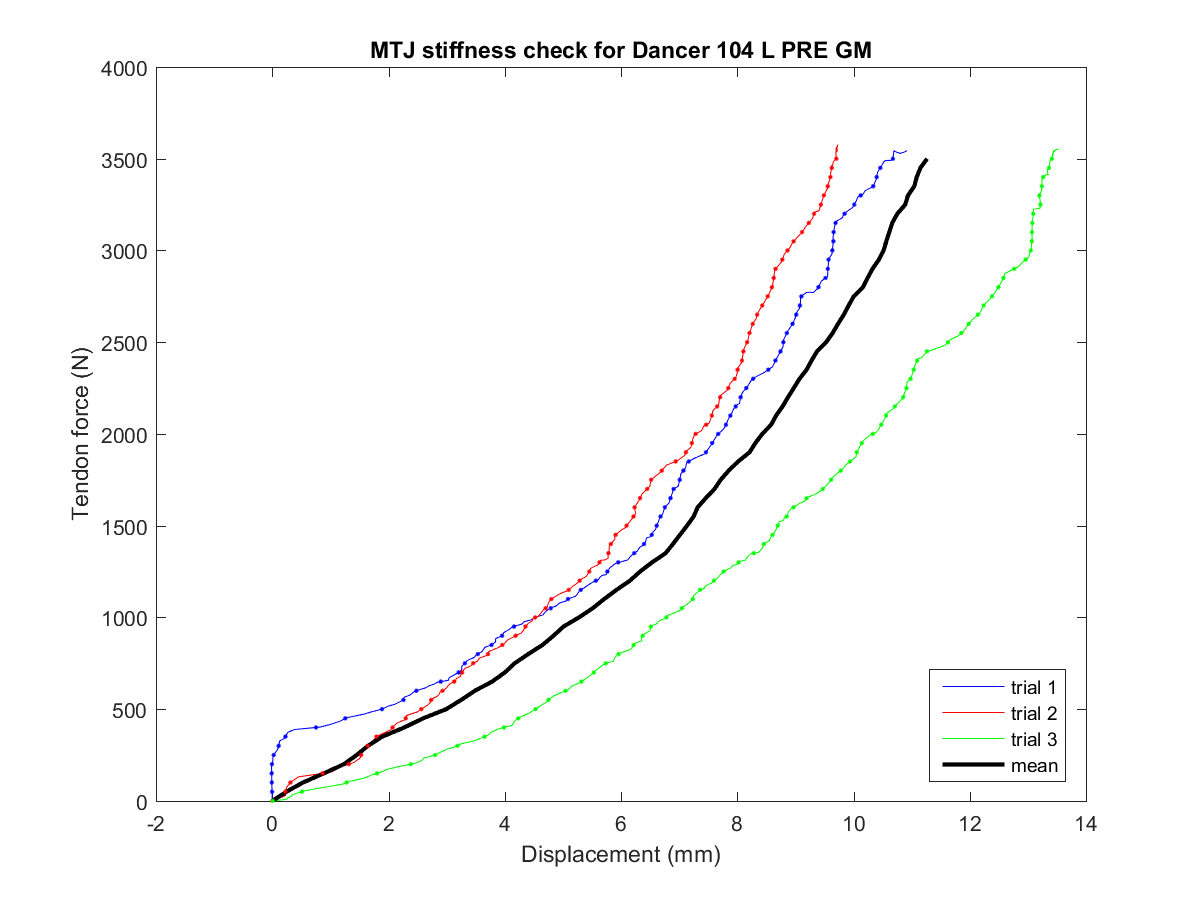 MTJ stiffness check for Dancer 104 L PRE GM
4000
3500
3000
2500
2000
1500
1000
500
0
Tendon force (N)
-2 0 2 4 6 8 10 12 14
Displacement (mm)
trial 1
trial 2
trial 3
mean